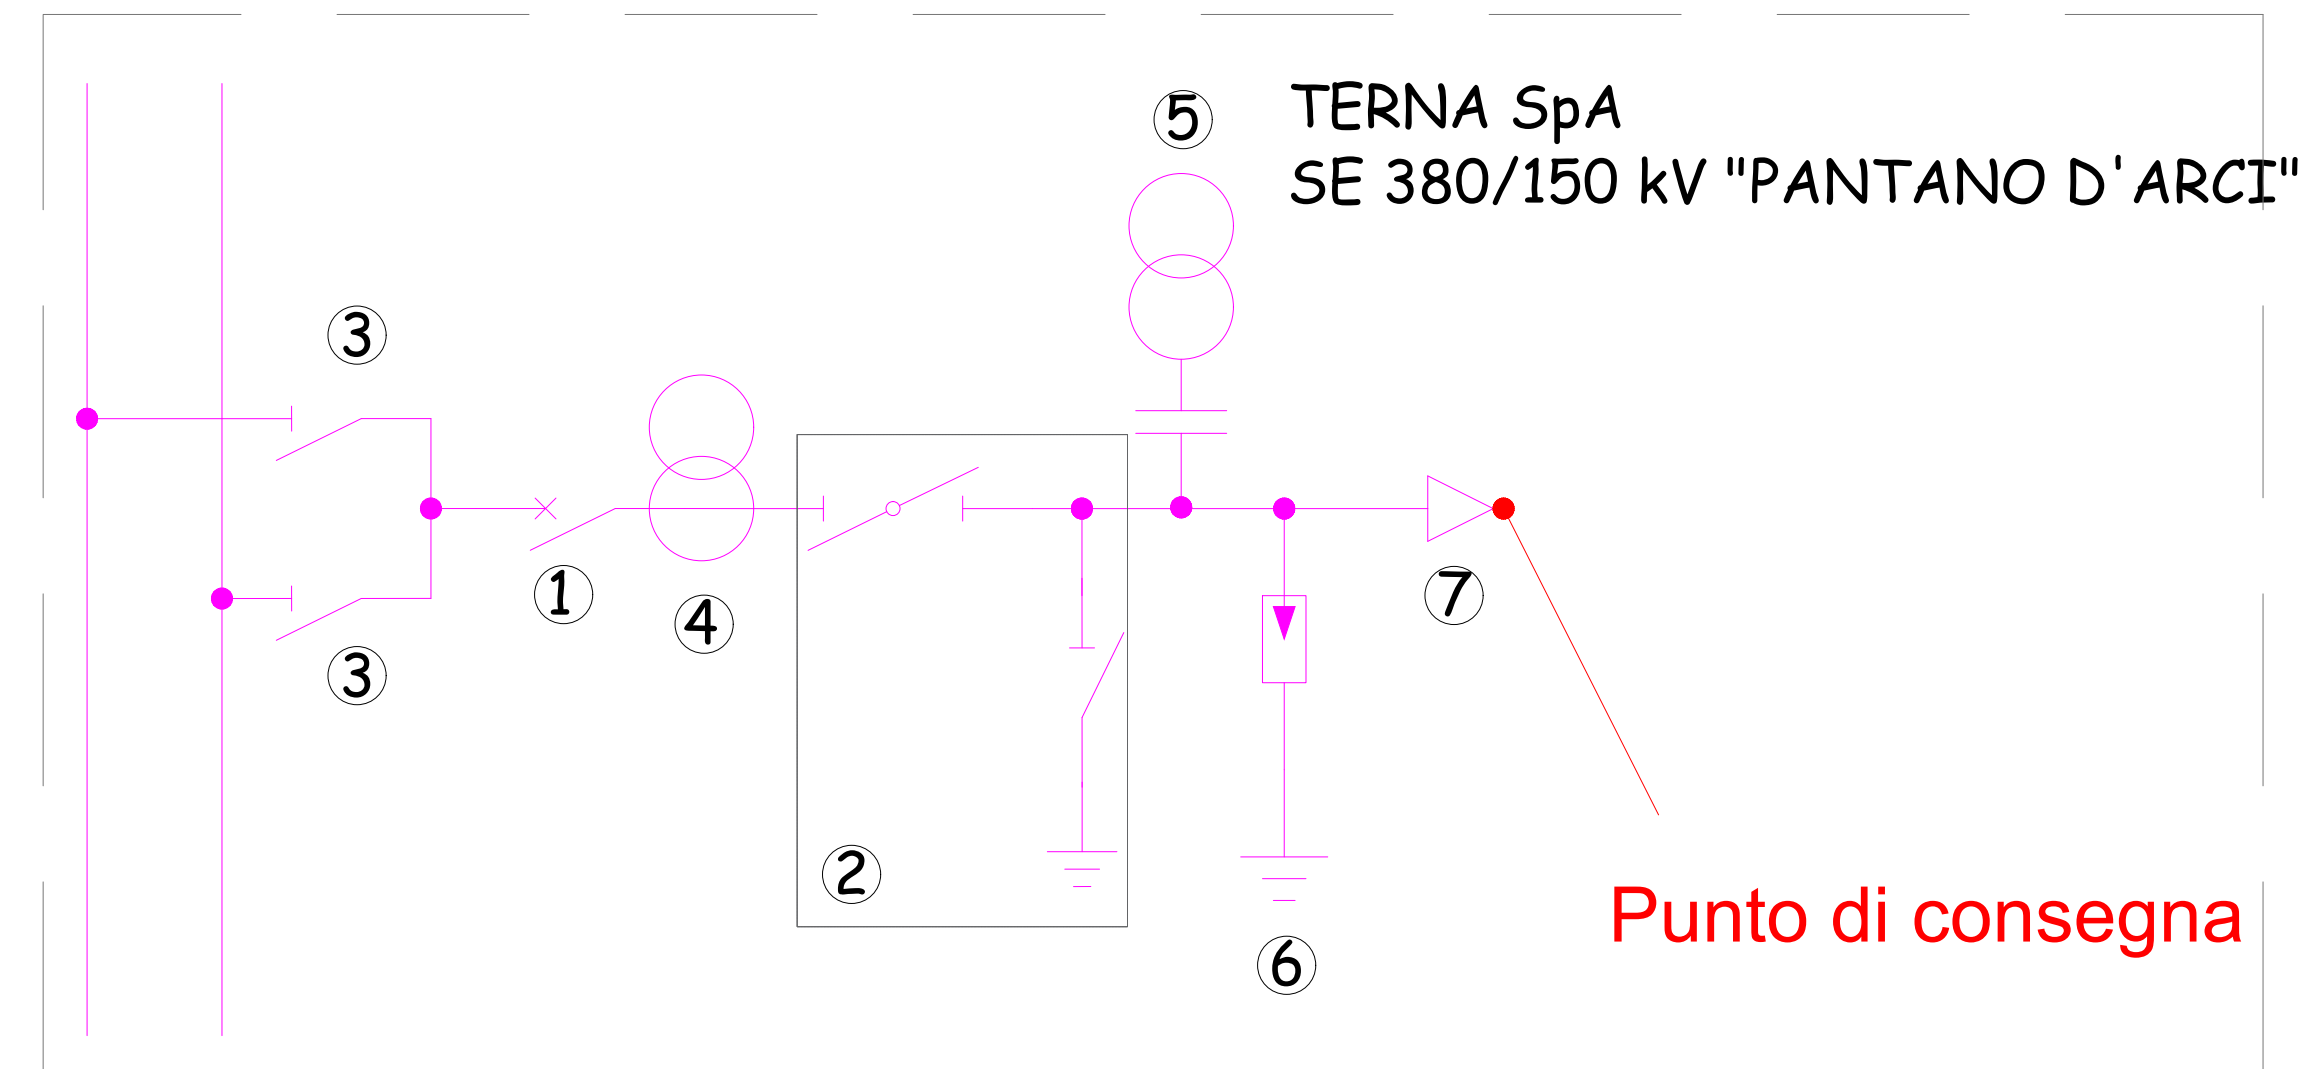 5
TERNA SpA
SE 380/150 kV "PANTANO D'ARCI"
3
1
4
7
3
2
6
Punto di consegna